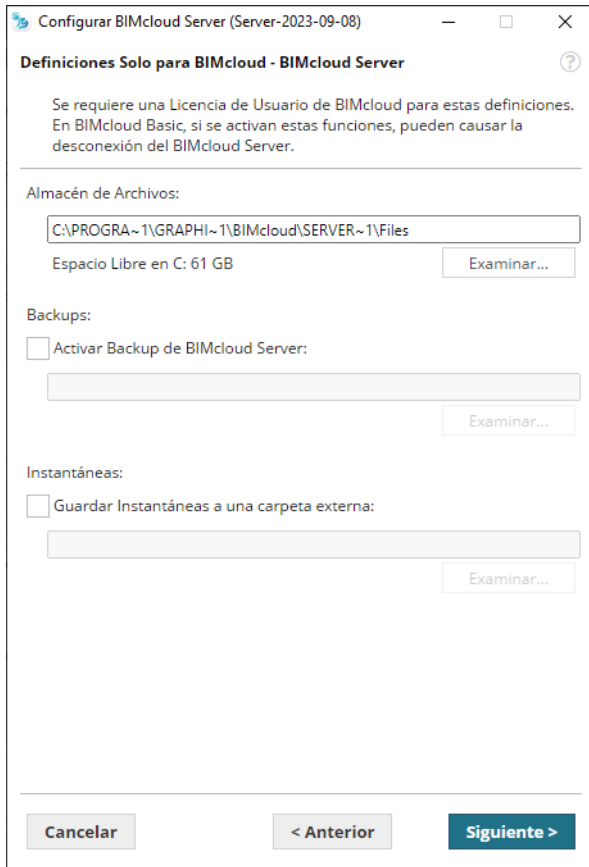 Configurar BIMcloud Server (Server-2023-09-08)
Definiciones Solo para BIMcloud - BIMcloud Server
?
Se requiere una Licencia de Usuario de BIMcloud para estas definiciones.
En BIMcloud Basic, si se activan estas funciones, pueden causar la
desconexión del BIMcloud Server.
Almacén de Archivos:
C:\PROGRA~1\GRAPHI~1\BIMcloud\SERVER~1\Files
Espacio Libre en C: 61 GB
Examinar...
Backups:
Activar Backup de BIMcloud Server:
Examinar...
Instantáneas:
Guardar Instantáneas a una carpeta externa:
Examinar...
Cancelar
< Anterior
Siguiente >